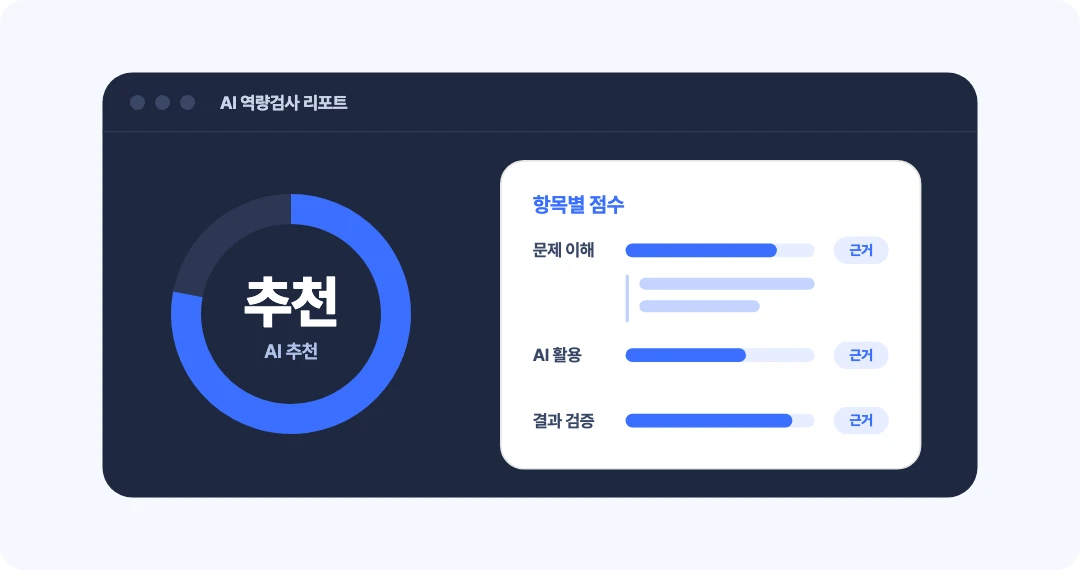 AI 역량검사 리포트
추천
AI 추천
항목별 점수
문제 이해
근거
AI 활용
근거
결과 검증
근거